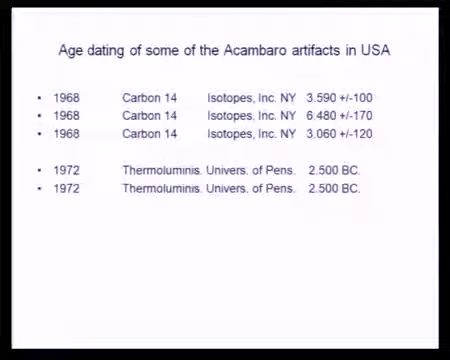 Age dating of some of the Acambaro artifacts in USA
• 1968 Carbon 14 Isotopes, Inc. NY 3.590 +/-100
• 1968 Carbon 14 Isotopes, Inc. NY 6.480 +/-170
• 1968 Carbon 14 Isotopes, Inc. NY 3.060 +/-120
• 1972 Thermoluminis. Univers. of Pens. 2.500 BC.
• 1972 Thermoluminis. Univers. of Pens. 2.500 BC.